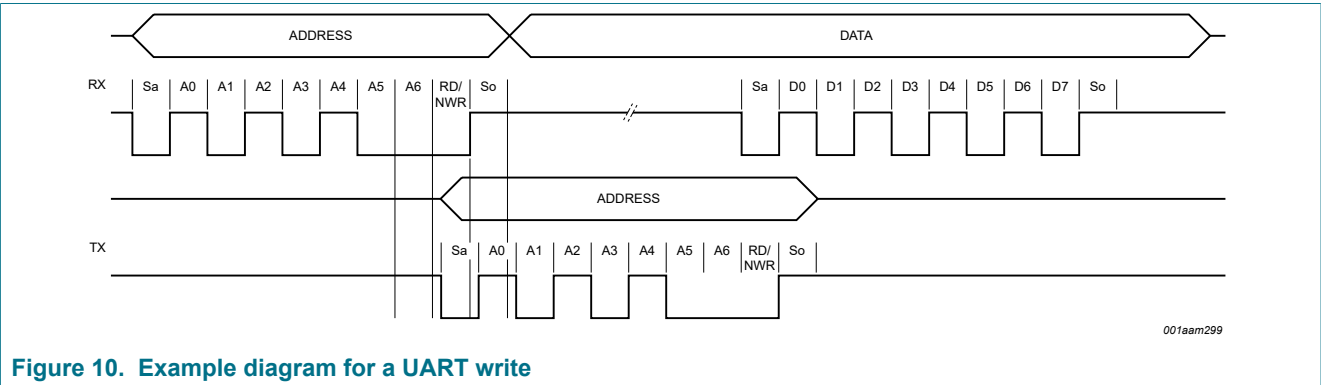 ADDRESS DATA
RX Sa A0 A1 A2 A3 A4 A5 A6 RD/ So Sa D0 D1 D2 D3 D4 D5 D6 D7 So
NWR
ADDRESS
TX Sa A0 A1 A2 A3 A4 A5 A6 RD/ So
NWR
001aam299
Figure 10. Example diagram for a UART write